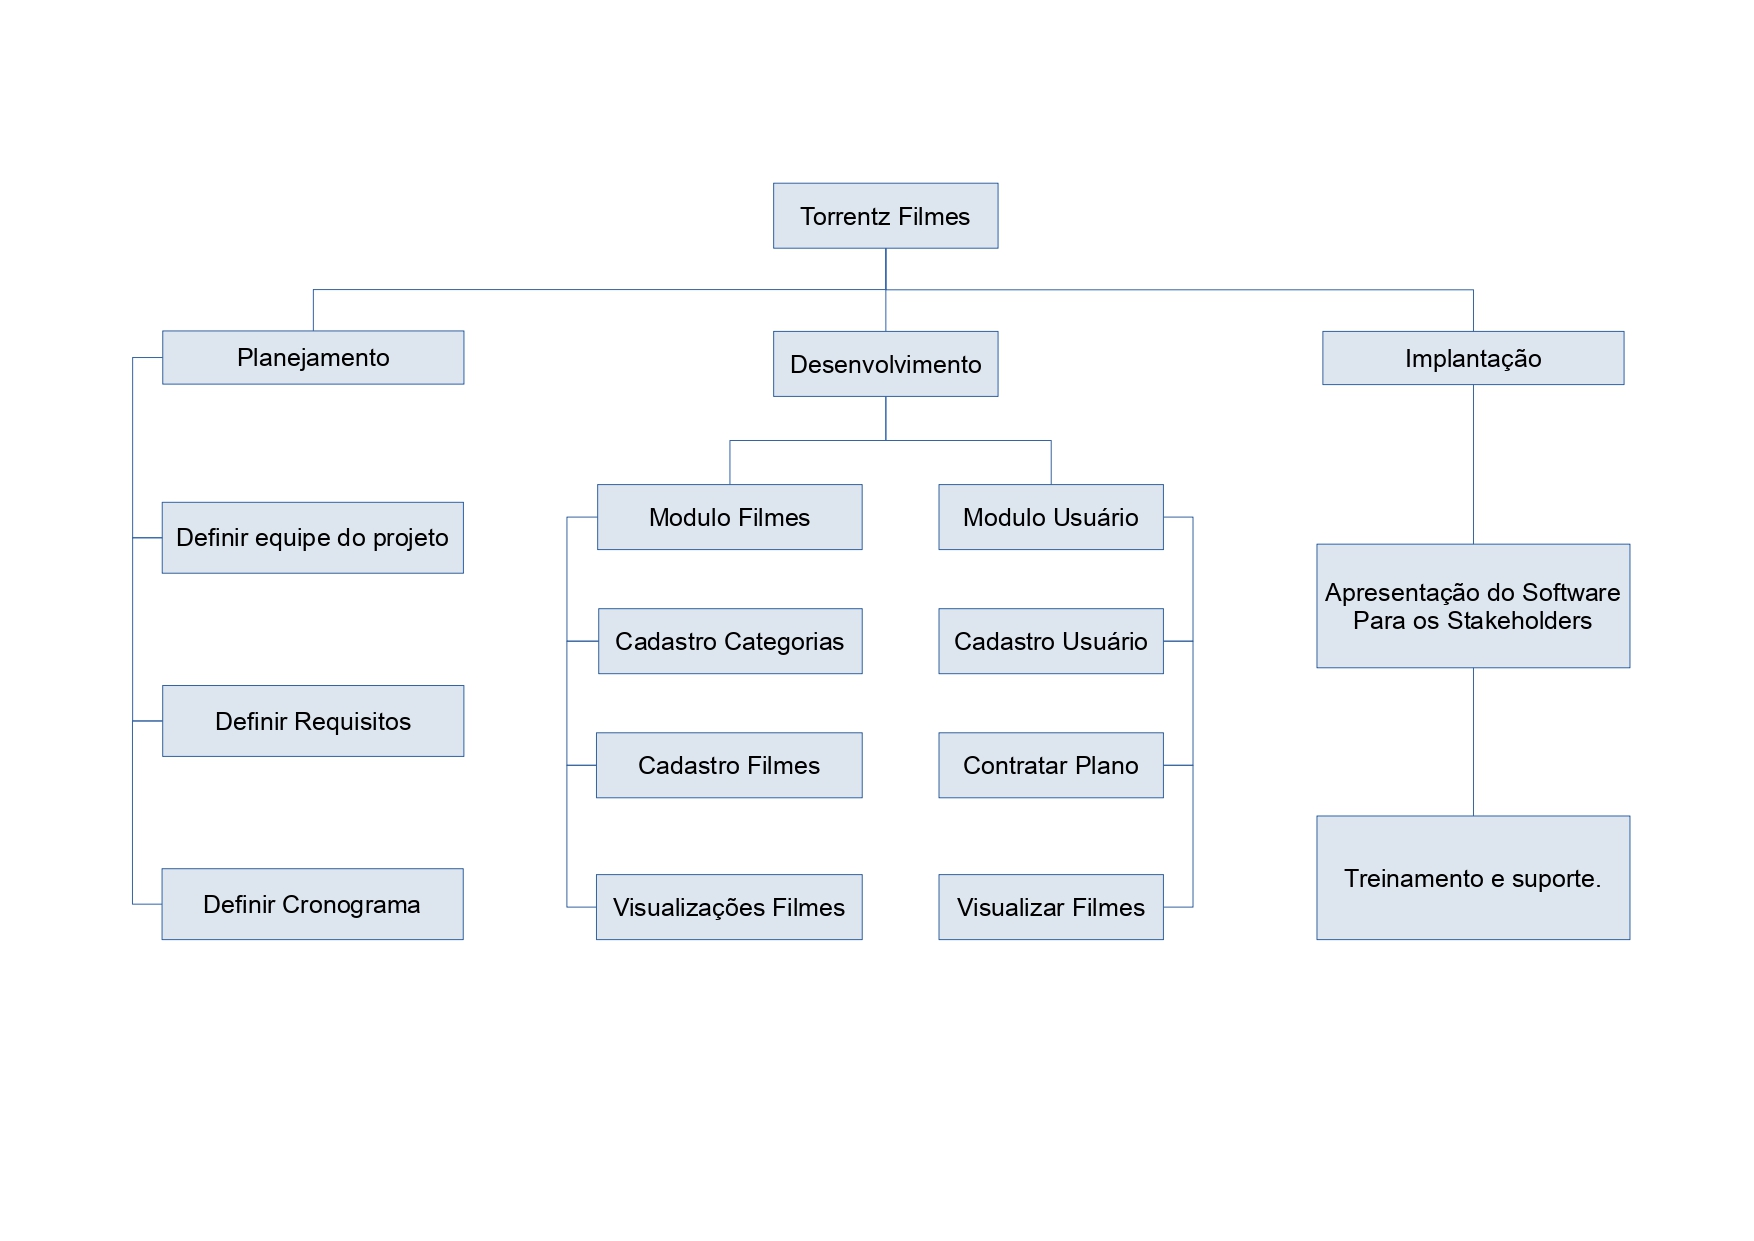 Torrentz Filmes
Planejamento
Desenvolvimento
Implantação
Definir equipe do projeto
Definir Requisitos
Definir Cronograma
Modulo Filmes
Cadastro Categorias
Cadastro Filmes
Visualizações Filmes
Modulo Usuário
Cadastro Usuário
Contratar Plano
Visualizar Filmes
Apresentação do Software
Para os Stakeholders
Treinamento e suporte.